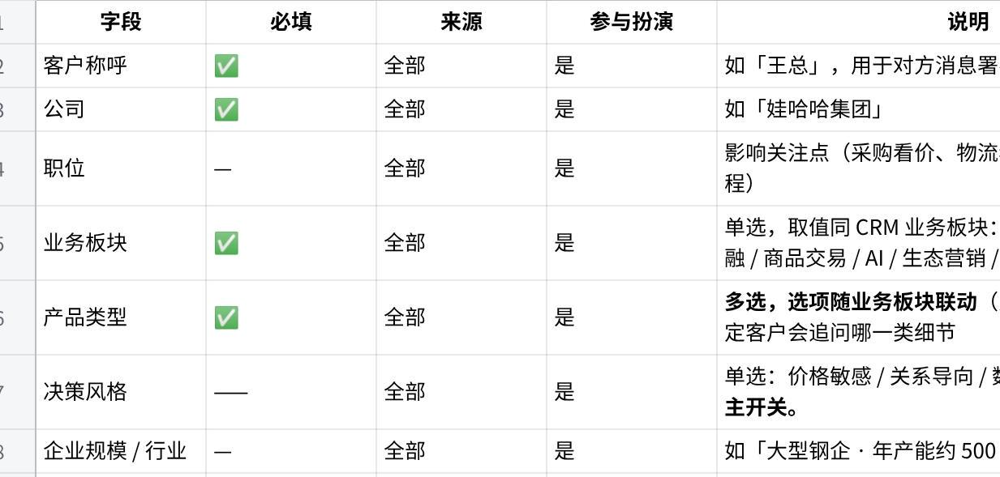 字段 必填 来源 参与扮演 说明
2 客户称呼 ✅ 全部 是 如「王总」，用于对方消息署
3 公司 ✅ 全部 是 如「娃哈哈集团」
4 职位 — 全部 是 影响关注点（采购看价、物流
程）
5 业务板块 ✅ 全部 是 单选，取值同 CRM 业务板块：
融 / 商品交易 / AI / 生态营销 /
6 产品类型 ✅ 全部 是 多选，选项随业务板块联动（
定客户会追问哪一类细节
7 决策风格 —— 全部 是 单选：价格敏感 / 关系导向 /
主开关。
8 企业规模 / 行业 — 全部 是 如「大型钢企 · 年产能约 500